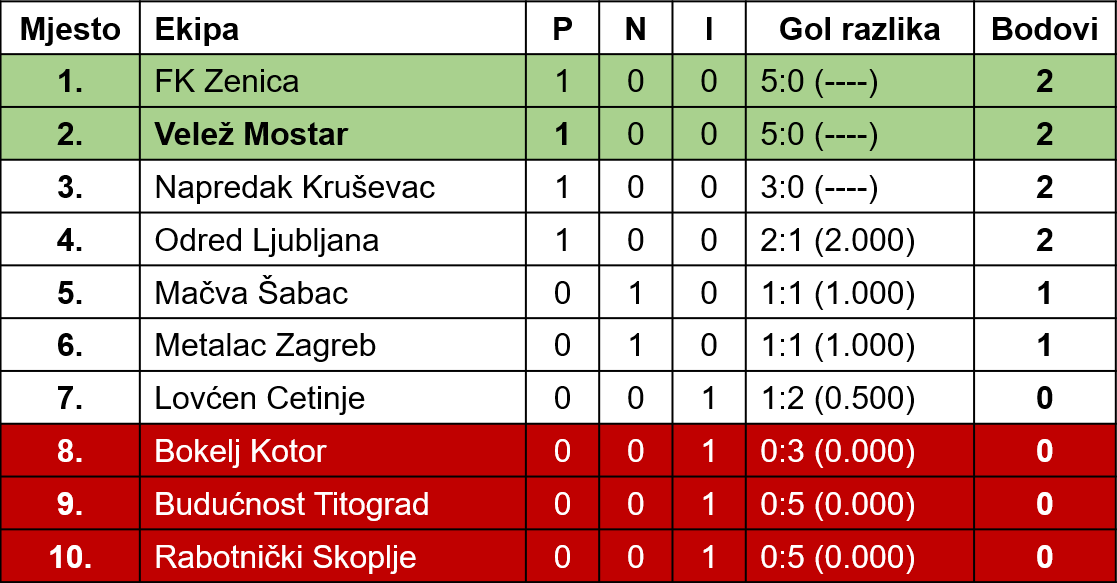 Mjesto Ekipa P N I Gol razlika Bodovi
1. FK Zenica 1 0 0 5:0 (----) 2
2. Velež Mostar 1 0 0 5:0 (----) 2
3. Napredak Kruševac 1 0 0 3:0 (----) 2
4. Odred Ljubljana 1 0 0 2:1 (2.000) 2
5. Mačva Šabac 0 1 0 1:1 (1.000) 1
6. Metalac Zagreb 0 1 0 1:1 (1.000) 1
7. Lovćen Cetinje 0 0 1 1:2 (0.500) 0
8. Bokelj Kotor 0 0 1 0:3 (0.000) 0
9. Budućnost Titograd 0 0 1 0:5 (0.000) 0
10. Rabotnički Skoplje 0 0 1 0:5 (0.000) 0